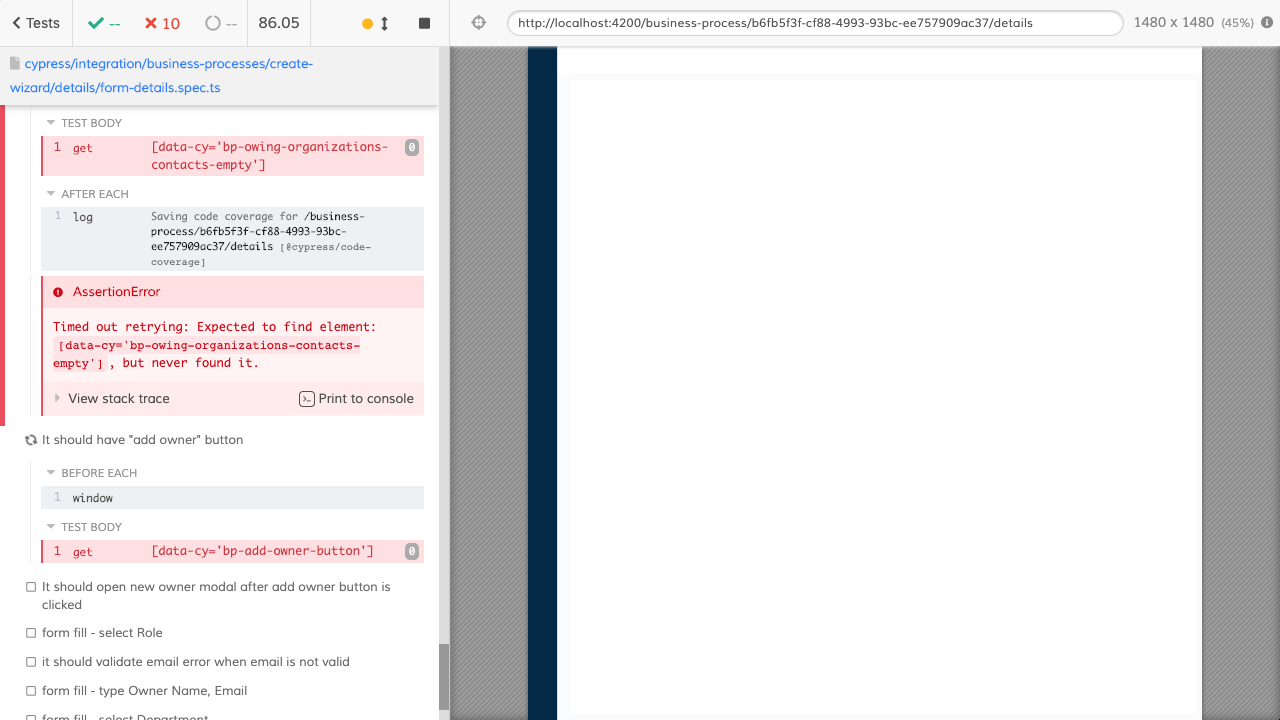 Tests
--
10
--
86.05
http://localhost:4200/business-process/b6fb5f3f-cf88-4993-93bc-ee757909ac37/details
1480 x 1480 (45%)
cypress/integration/business-processes/create-
wizard/details/form-details.spec.ts
TEST BODY
1 get [data-cy='bp-owing-organizations-
contacts-empty'] 0
AFTER EACH
1 log Saving code coverage for /business-
process/b6fb5f3f-cf88-4993-93bc-
ee757909ac37/details [@cypress/code-
coverage]
AssertionError
Timed out retrying: Expected to find element:
[data-cy='bp-owing-organizations-contacts-
empty'], but never found it.
View stack trace
Print to console
It should have "add owner" button
BEFORE EACH
1 window
TEST BODY
1 get [data-cy='bp-add-owner-button'] 0
It should open new owner modal after add owner button is
clicked
form fill - select Role
it should validate email error when email is not valid
form fill - type Owner Name, Email
form fill - select Department